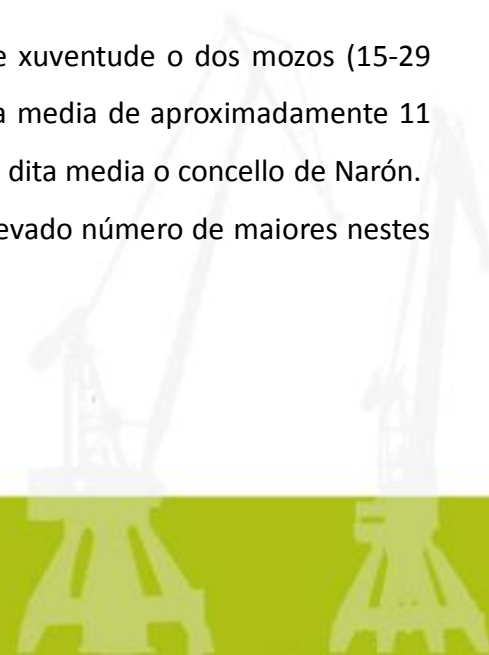 e xuventude o dos mozos (15-29
a media de aproximadamente 11
dita media o concello de Narón.
evado número de maiores nestes